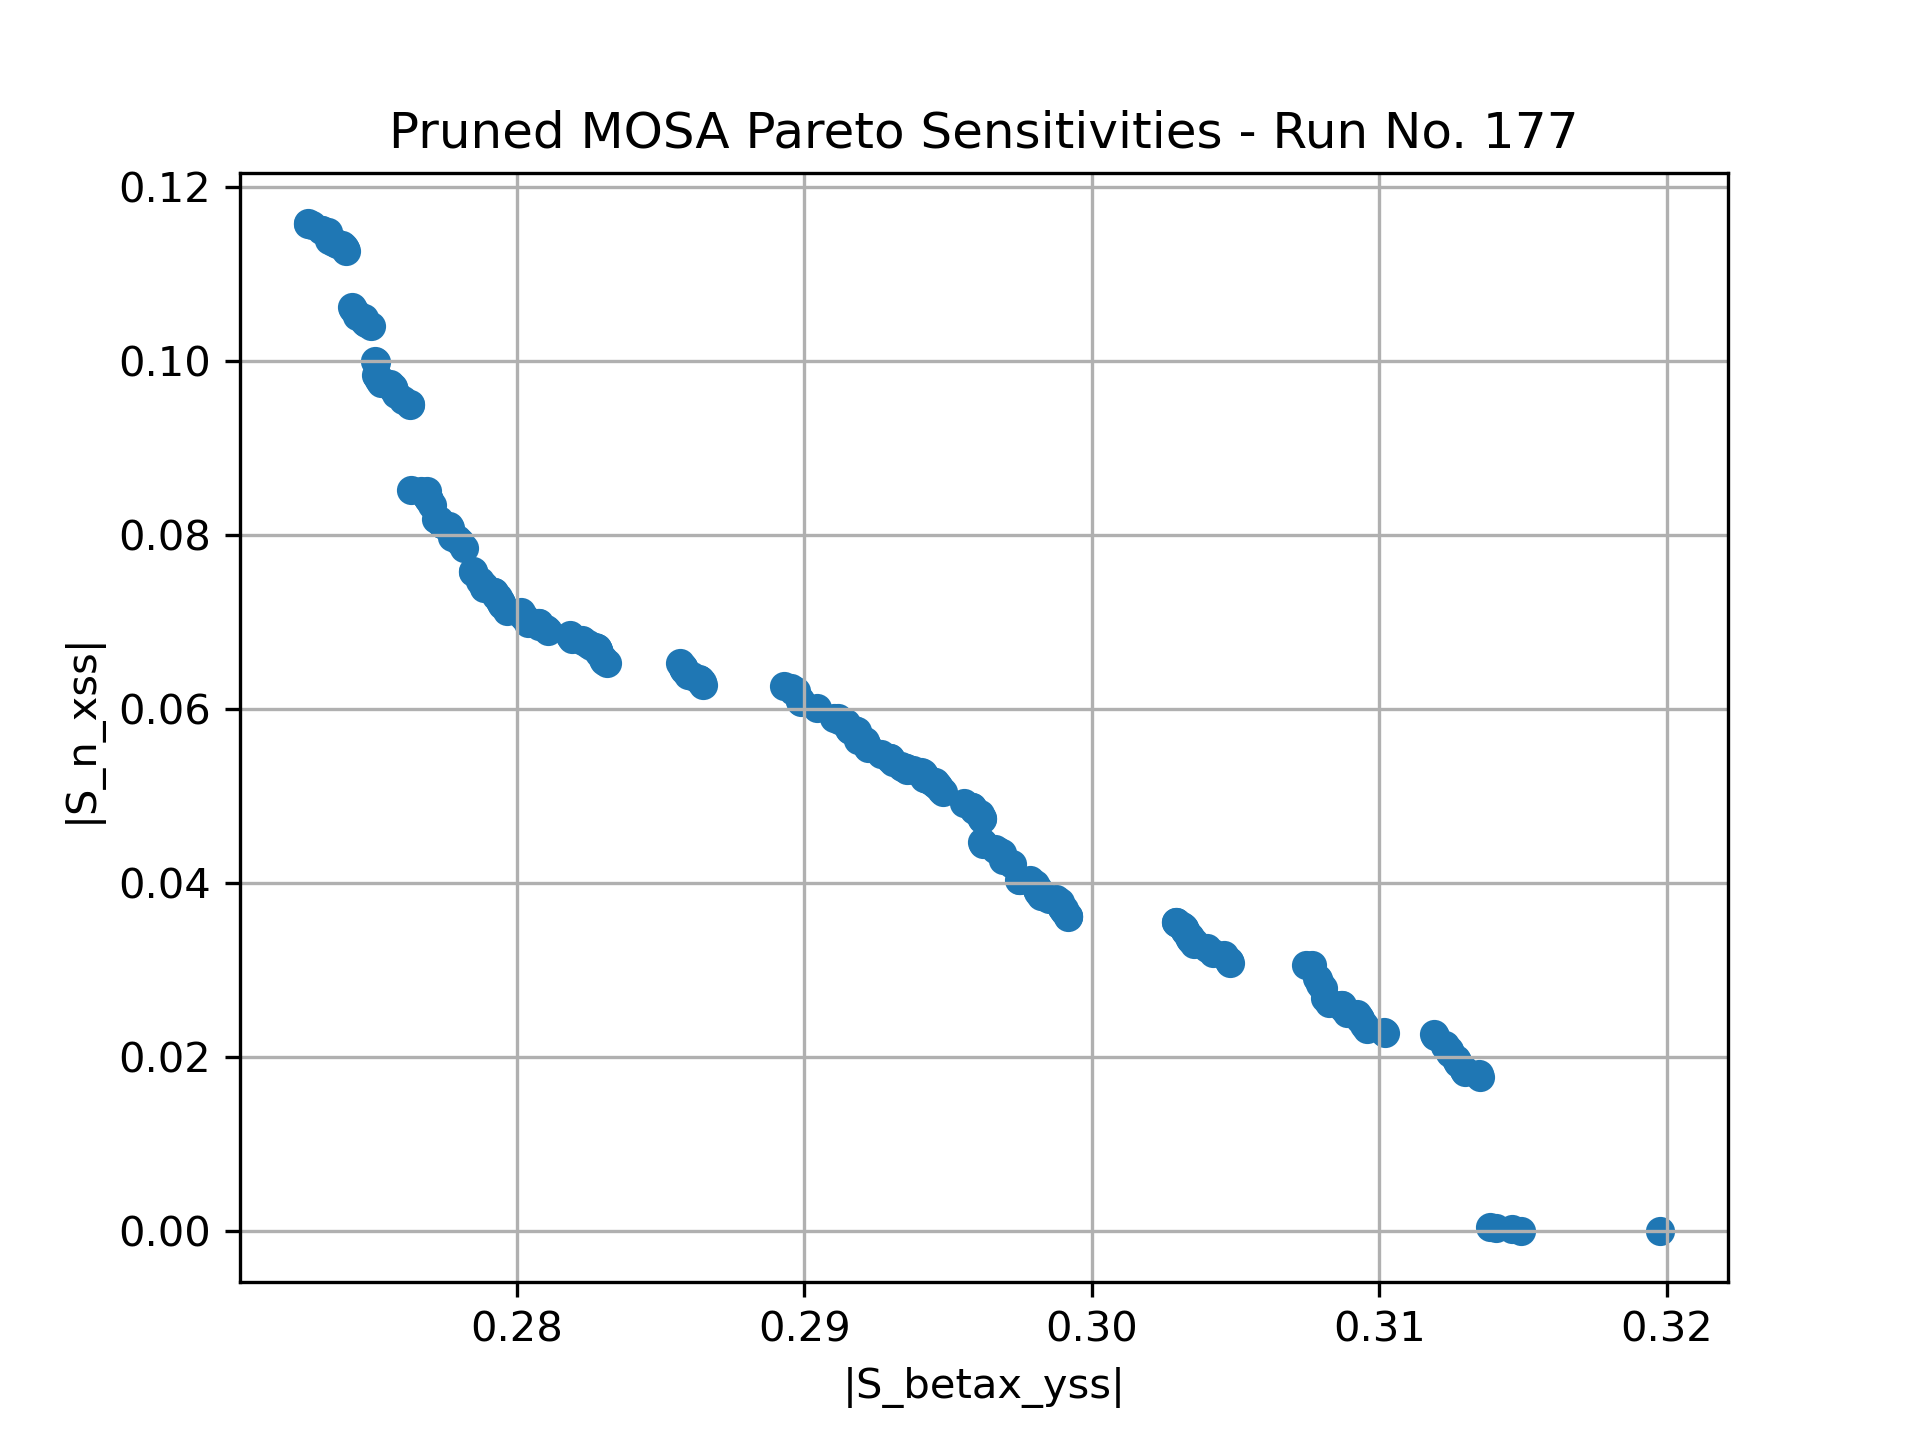 Pruned MOSA Pareto Sensitivities - Run No. 177
0.12
0.10
0.08
0.06
0.04
0.02
0.00
|S_n_xss|
0.28 0.29 0.30 0.31 0.32
|S_betax_yss|